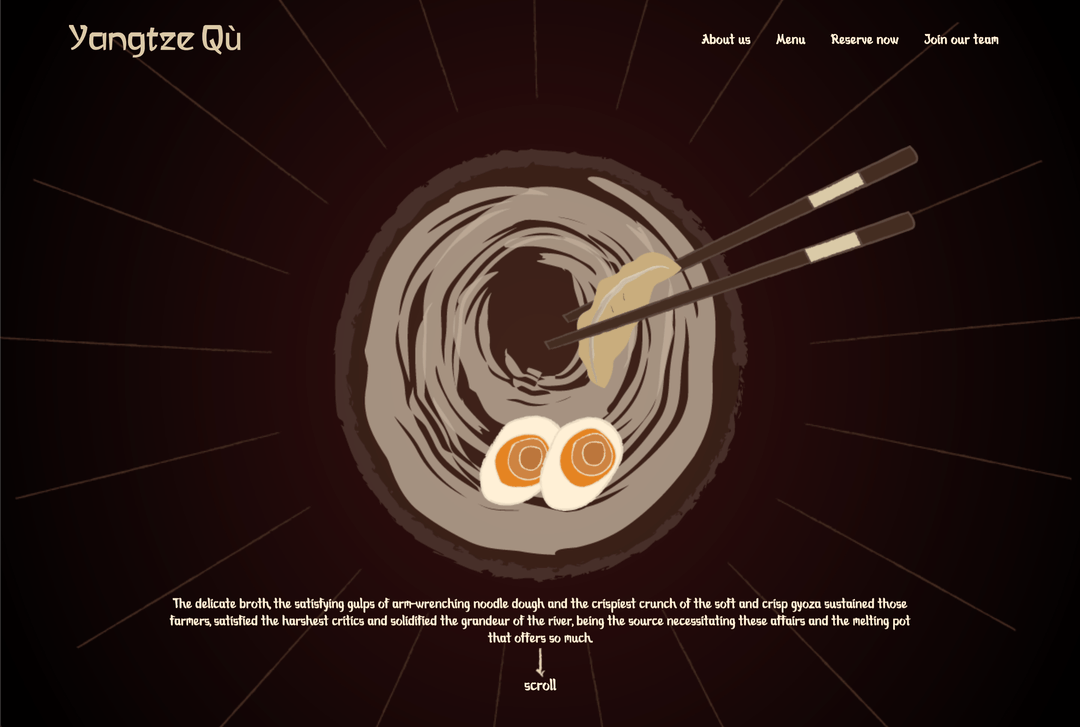 Yangtze Qù
About us Menu Reserve now Join our team
The delicate broth, the satisfying gulps of arm-wrenching noodle dough and the crispiest crunch of the soft and crisp gyoza sustained those
farmers, satisfied the harshest critics and solidified the grandeur of the river, being the source necessitating these affairs and the melting pot
that offers so much.
scroll